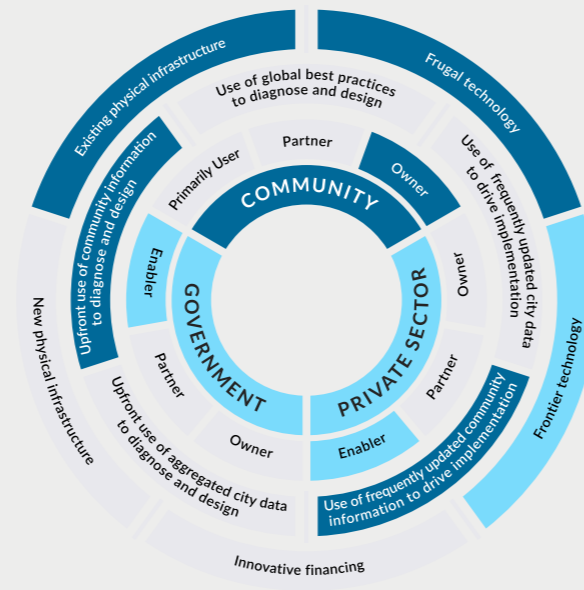 Existing physical infrastructure
Frugal technology
Frontier technology
Innovative financing
New physical infrastructure
Use of global best practices
to diagnose and design
Use of frequently updated city data
to drive implementation
Use of frequently updated community
information to drive implementation
Upfront use of aggregated city data
to diagnose and design
Upfront use of community information
to diagnose and design
Primarily User
Partner
Owner
Owner
Partner
Enabler
Owner
Partner
Enabler
COMMUNITY
PRIVATE SECTOR
GOVERNMENT